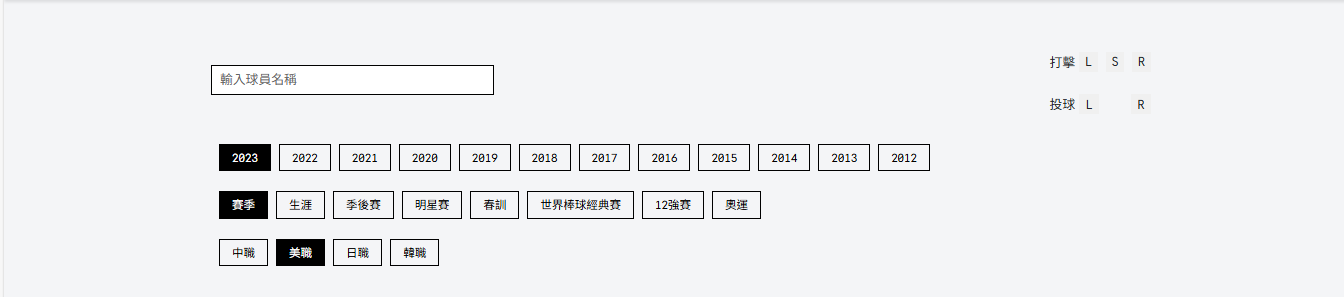 打擊 L S R
輸入球員名稱
投球 L R
2023 2022 2021 2020 2019 2018 2017 2016 2015 2014 2013 2012
賽季 生涯 季後賽 明星賽 春訓 世界棒球經典賽 12強賽 奧運
中職 美職 日職 韓職